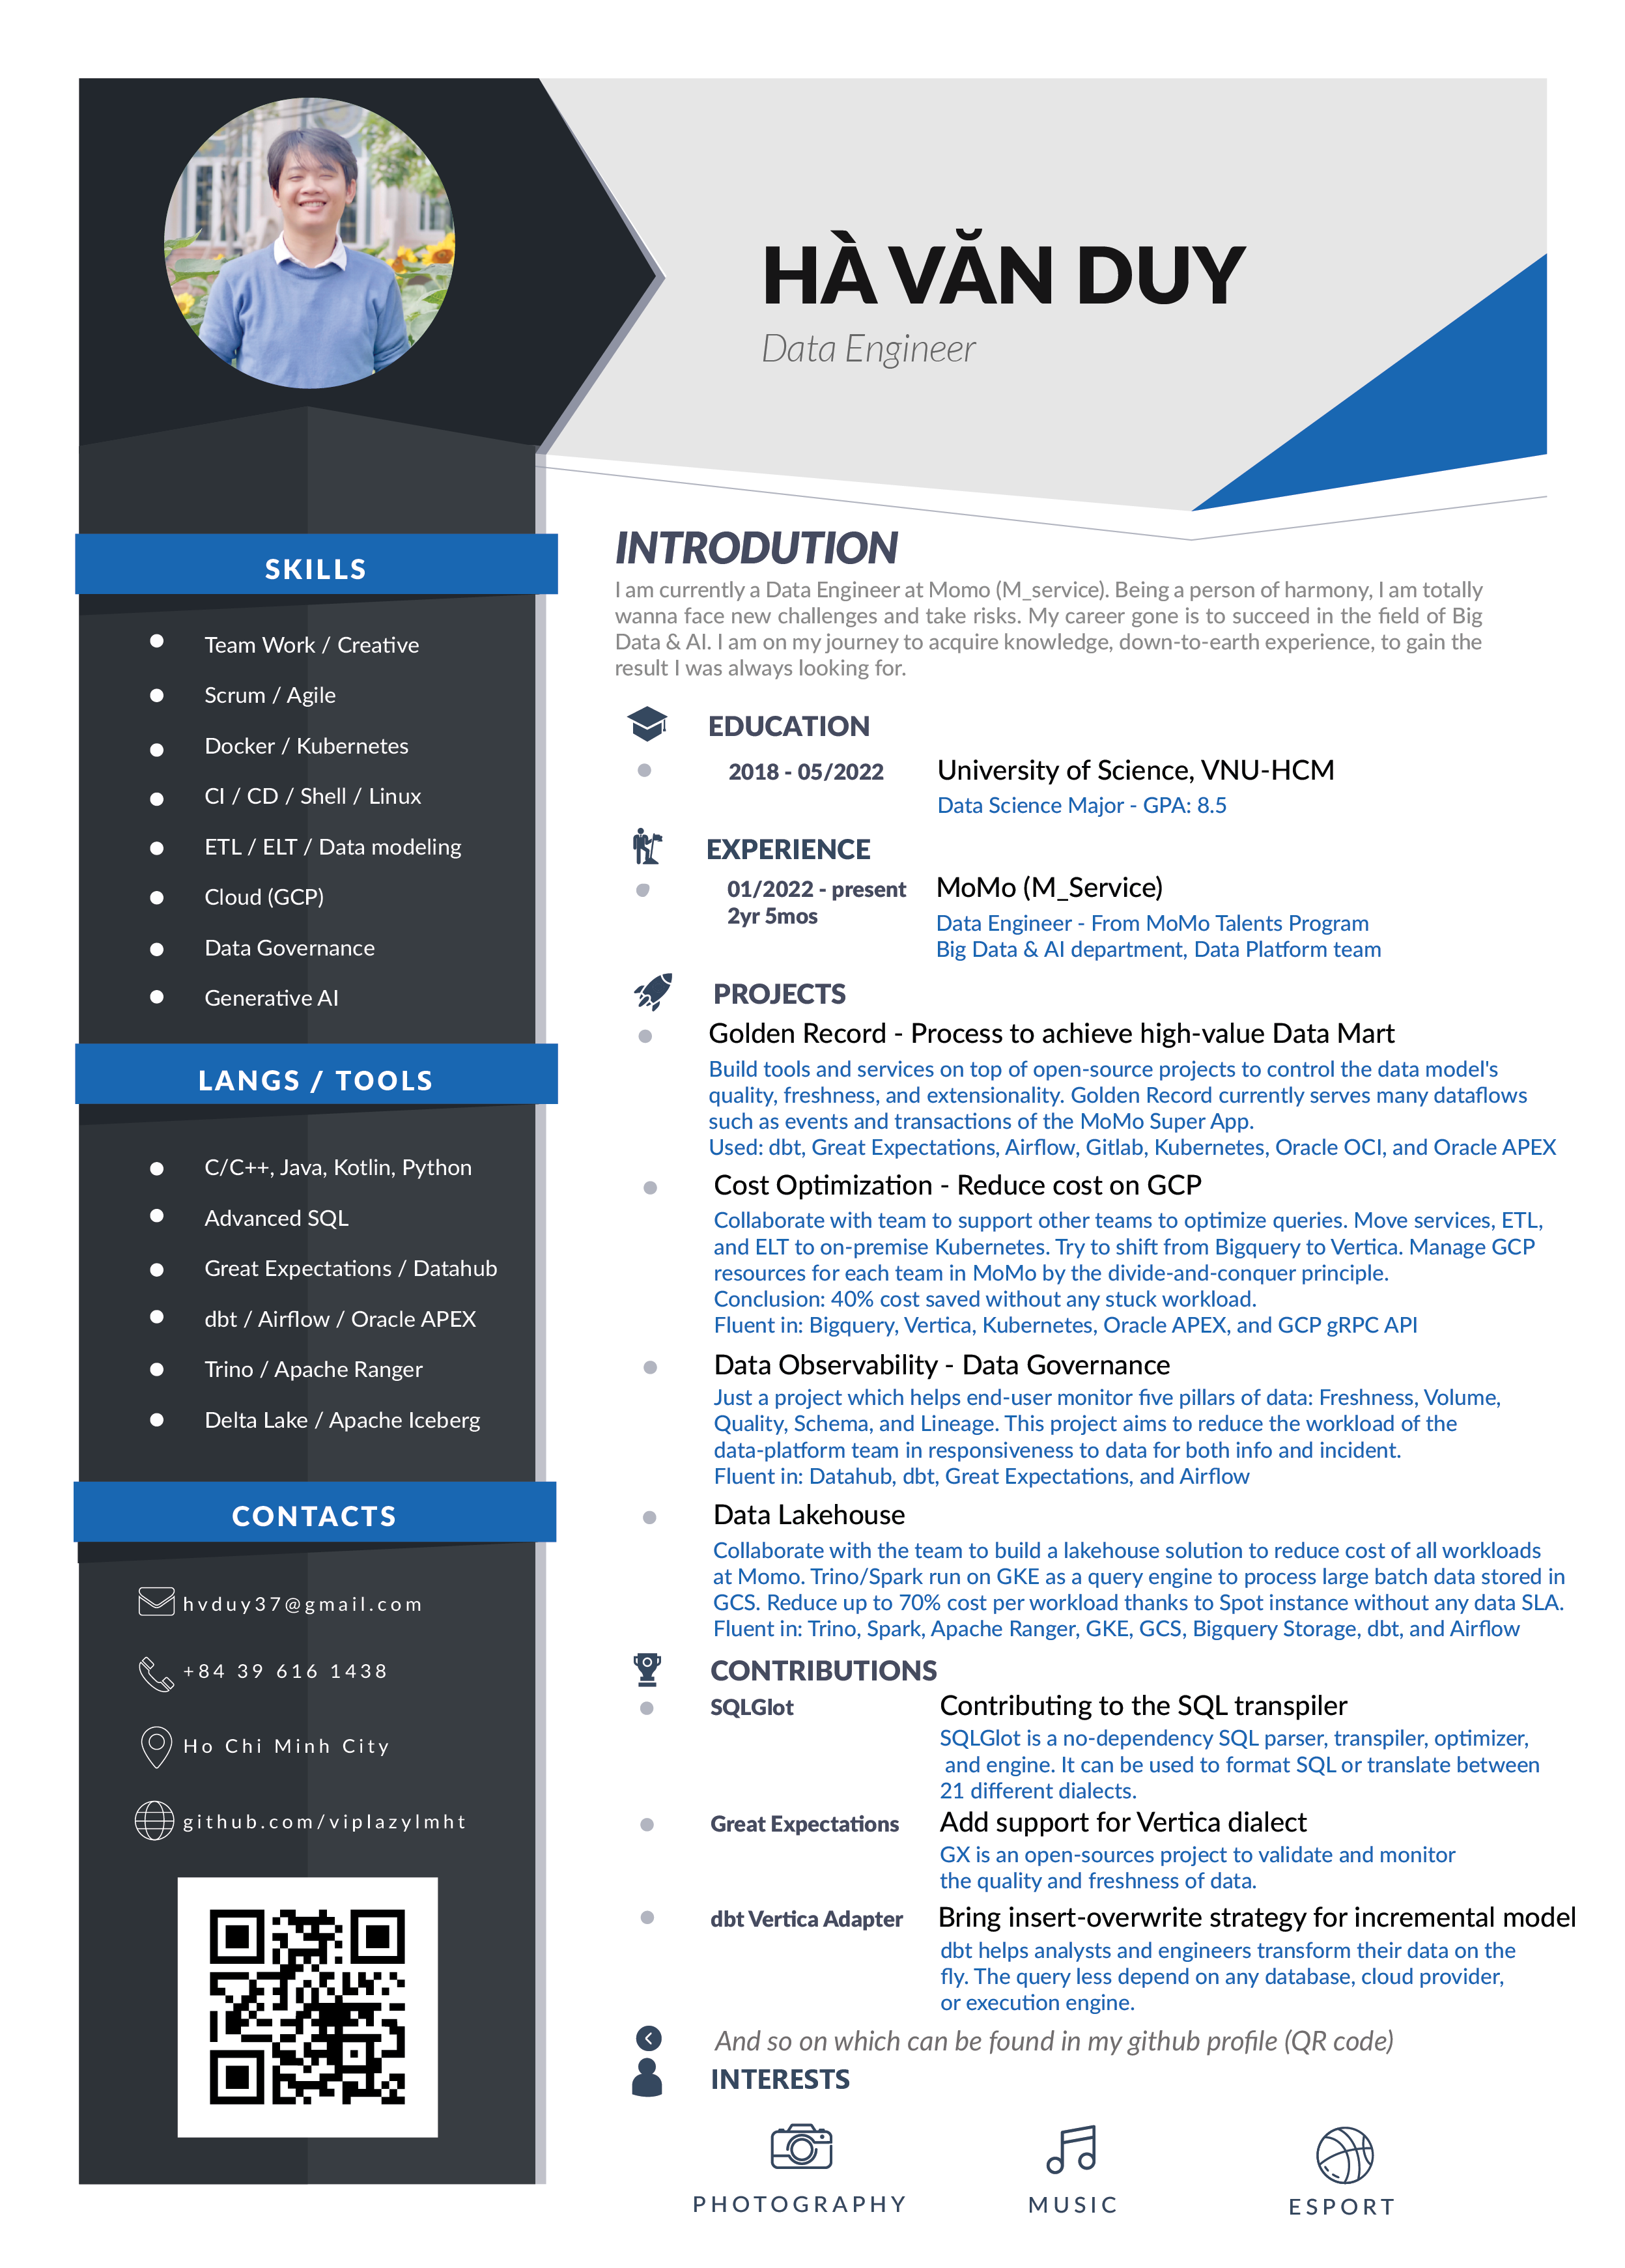 HÀ VĂN DUY
Data Engineer
SKILLS
Team Work / Creative
Scrum / Agile
Docker / Kubernetes
CI / CD / Shell / Linux
ETL / ELT / Data modeling
Cloud (GCP)
Data Governance
Generative AI
LANGS / TOOLS
C/C++, Java, Kotlin, Python
Advanced SQL
Great Expectations / Datahub
dbt / Airflow / Oracle APEX
Trino / Apache Ranger
Delta Lake / Apache Iceberg
CONTACTS
hvduy37@gmail.com
+84 39 616 1438
Ho Chi Minh City
github.com/viplazylmht
INTRODUTION
I am currently a Data Engineer at Momo (M_service). Being a person of harmony, I am totally
wanna face new challenges and take risks. My career gone is to succeed in the field of Big
Data & AI. I am on my journey to acquire knowledge, down-to-earth experience, to gain the
result I was always looking for.
EDUCATION
2018 - 05/2022 University of Science, VNU-HCM
Data Science Major - GPA: 8.5
EXPERIENCE
01/2022 - present MoMo (M_Service)
2yr 5mos
Data Engineer - From MoMo Talents Program
Big Data & AI department, Data Platform team
PROJECTS
Golden Record - Process to achieve high-value Data Mart
Build tools and services on top of open-source projects to control the data model's
quality, freshness, and extensionality. Golden Record currently serves many dataflows
such as events and transactions of the MoMo Super App.
Used: dbt, Great Expectations, Airflow, Gitlab, Kubernetes, Oracle OCI, and Oracle APEX
Cost Optimization - Reduce cost on GCP
Collaborate with team to support other teams to optimize queries. Move services, ETL,
and ELT to on-premise Kubernetes. Try to shift from Bigquery to Vertica. Manage GCP
resources for each team in MoMo by the divide-and-conquer principle.
Conclusion: 40% cost saved without any stuck workload.
Fluent in: Bigquery, Vertica, Kubernetes, Oracle APEX, and GCP gRPC API
Data Observability - Data Governance
Just a project which helps end-user monitor five pillars of data: Freshness, Volume,
Quality, Schema, and Lineage. This project aims to reduce the workload of the
data-platform team in responsiveness to data for both info and incident.
Fluent in: Datahub, dbt, Great Expectations, and Airflow
Data Lakehouse
Collaborate with the team to build a lakehouse solution to reduce cost of all workloads
at Momo. Trino/Spark run on GKE as a query engine to process large batch data stored in
GCS. Reduce up to 70% cost per workload thanks to Spot instance without any data SLA.
Fluent in: Trino, Spark, Apache Ranger, GKE, GCS, Bigquery Storage, dbt, and Airflow
CONTRIBUTIONS
SQLGlot Contributing to the SQL transpiler
SQLGlot is a no-dependency SQL parser, transpiler, optimizer,
and engine. It can be used to format SQL or translate between
21 different dialects.
Great Expectations Add support for Vertica dialect
GX is an open-sources project to validate and monitor
the quality and freshness of data.
dbt Vertica Adapter Bring insert-overwrite strategy for incremental model
dbt helps analysts and engineers transform their data on the
fly. The query less depend on any database, cloud provider,
or execution engine.
And so on which can be found in my github profile (QR code)
INTERESTS
PHOTOGRAPHY MUSIC ESPORT